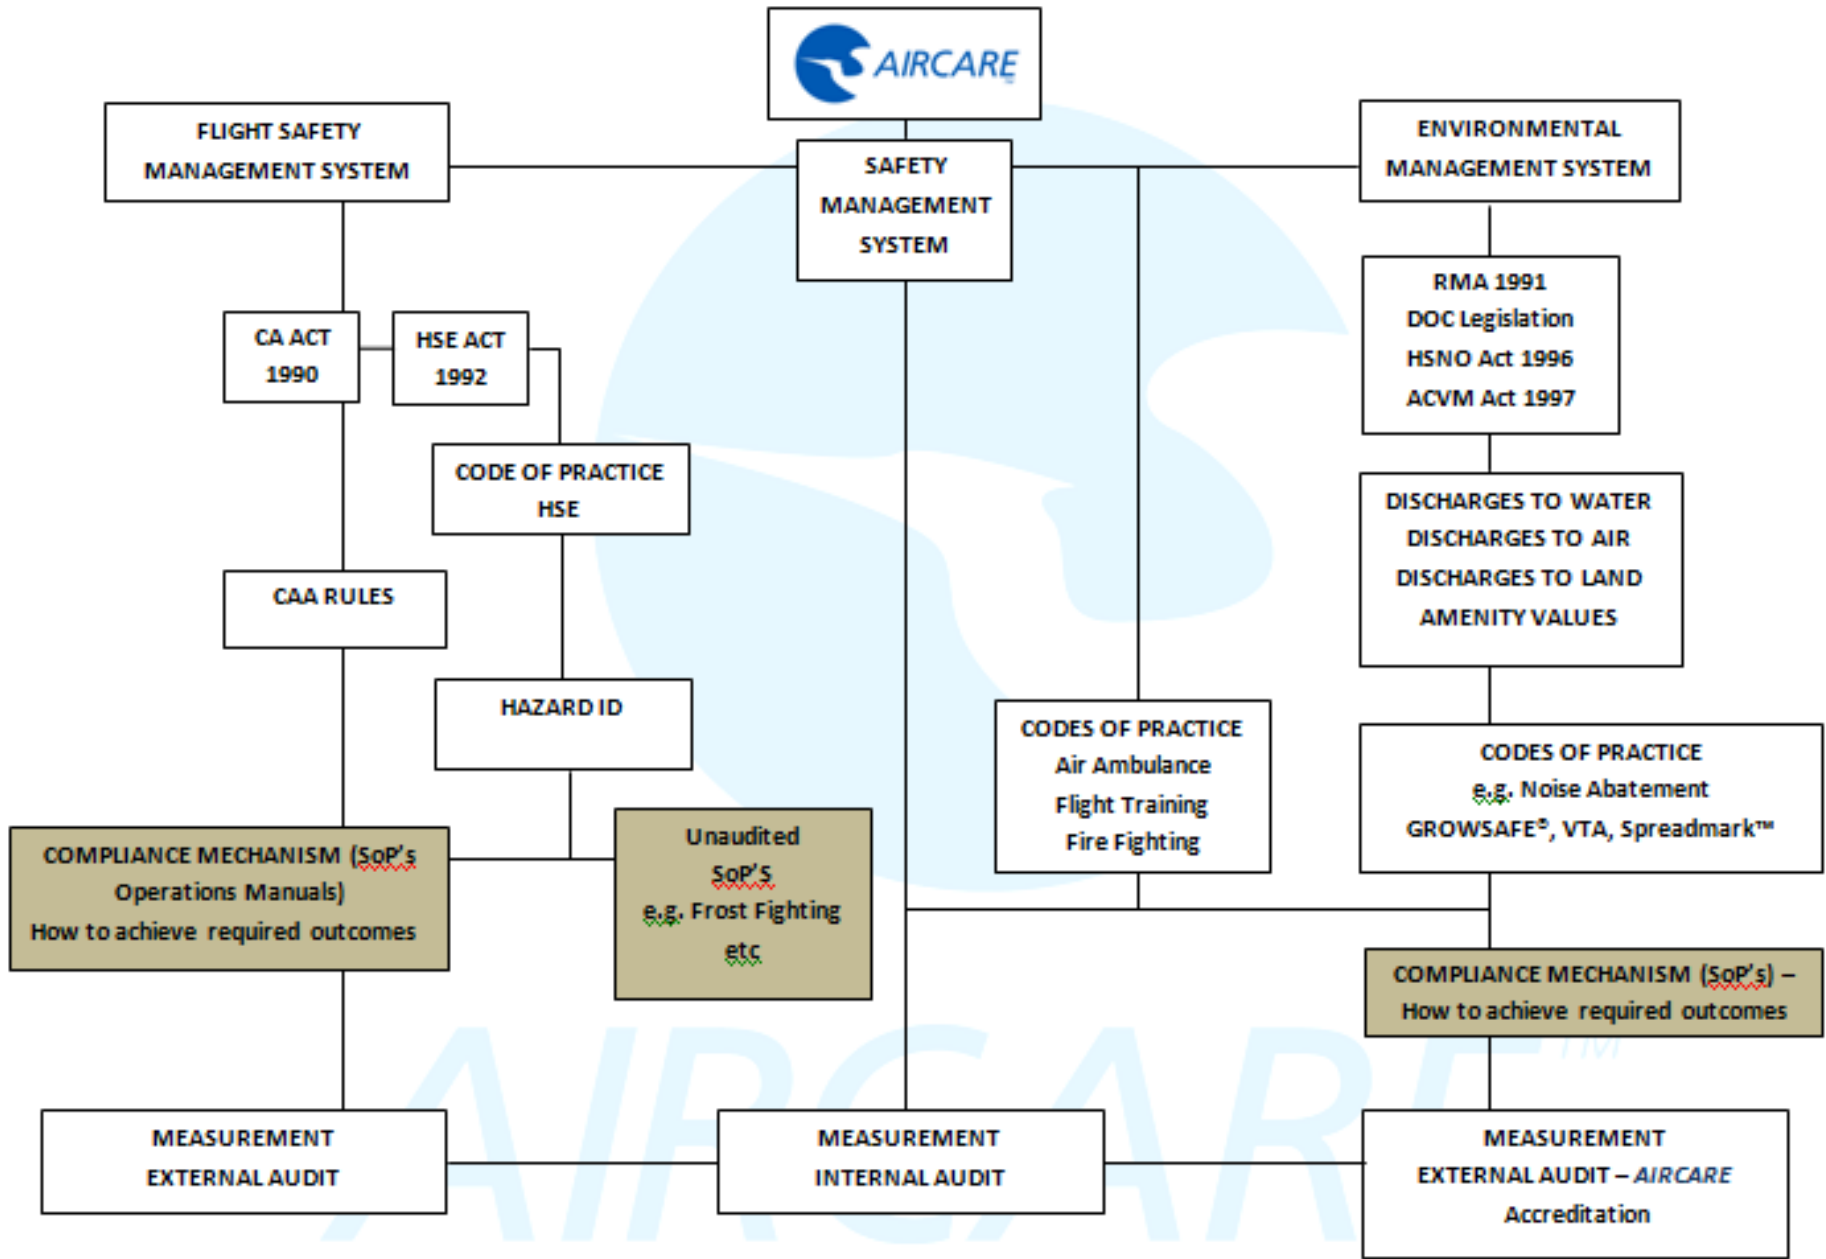 AIRCARE™
FLIGHT SAFETY
MANAGEMENT SYSTEM
SAFETY
MANAGEMENT
SYSTEM
ENVIRONMENTAL
MANAGEMENT SYSTEM
CA ACT
1990
HSE ACT
1992
CODE OF PRACTICE
HSE
CAA RULES
HAZARD ID
COMPLIANCE MECHANISM (SoP's
Operations Manuals)
How to achieve required outcomes
Unaudited
SoP'S
e.g. Frost Fighting
etc
CODES OF PRACTICE
Air Ambulance
Flight Training
Fire Fighting
RMA 1991
DOC Legislation
HSNO Act 1996
ACVM Act 1997
DISCHARGES TO WATER
DISCHARGES TO AIR
DISCHARGES TO LAND
AMENITY VALUES
CODES OF PRACTICE
e.g. Noise Abatement
GROWSAFE®, VTA, Spreadmark™
COMPLIANCE MECHANISM (SoP's) –
How to achieve required outcomes
MEASUREMENT
EXTERNAL AUDIT
MEASUREMENT
INTERNAL AUDIT
MEASUREMENT
EXTERNAL AUDIT – AIRCARE
Accreditation
AIRCARE™